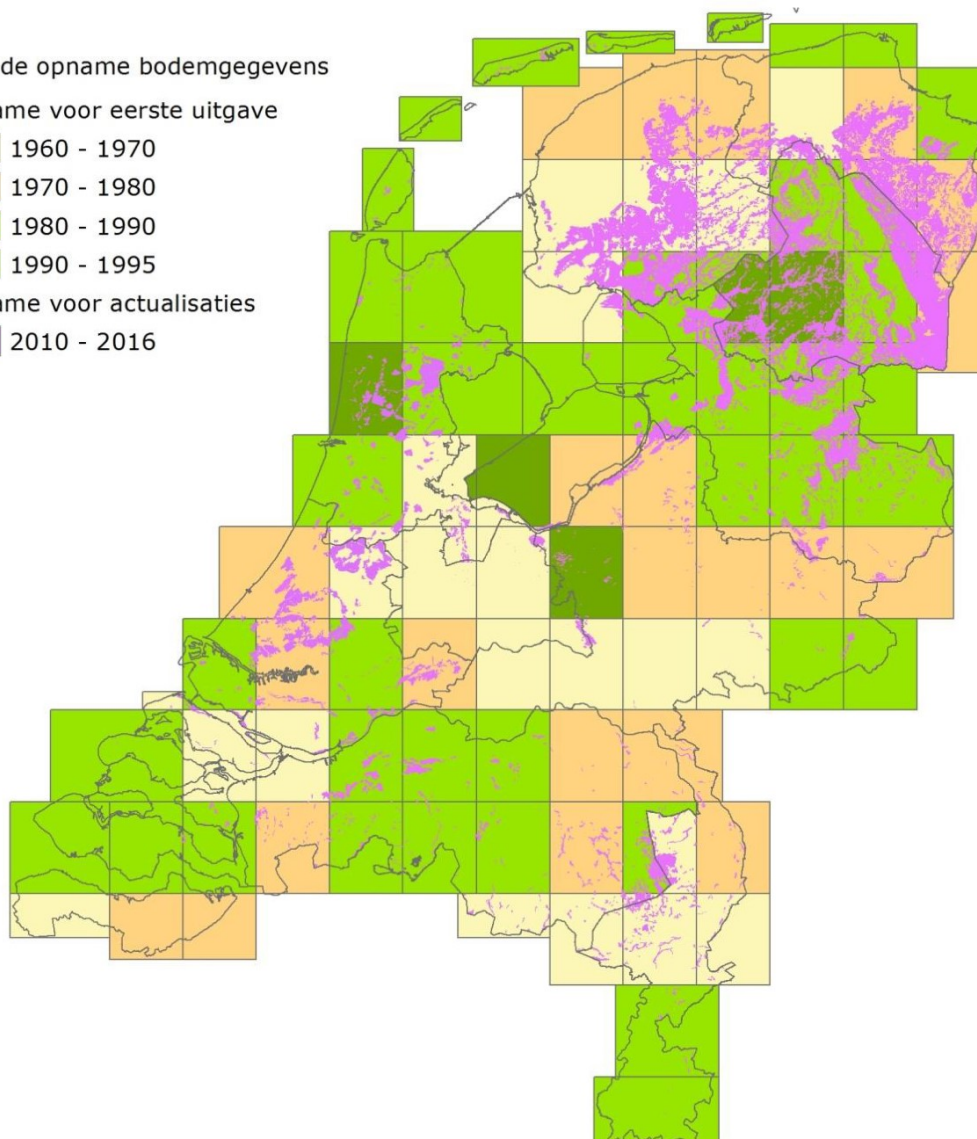 de opname bodemgegevens
ame voor eerste uitgave
1960 - 1970
1970 - 1980
1980 - 1990
1990 - 1995
ame voor actualisaties
2010 - 2016